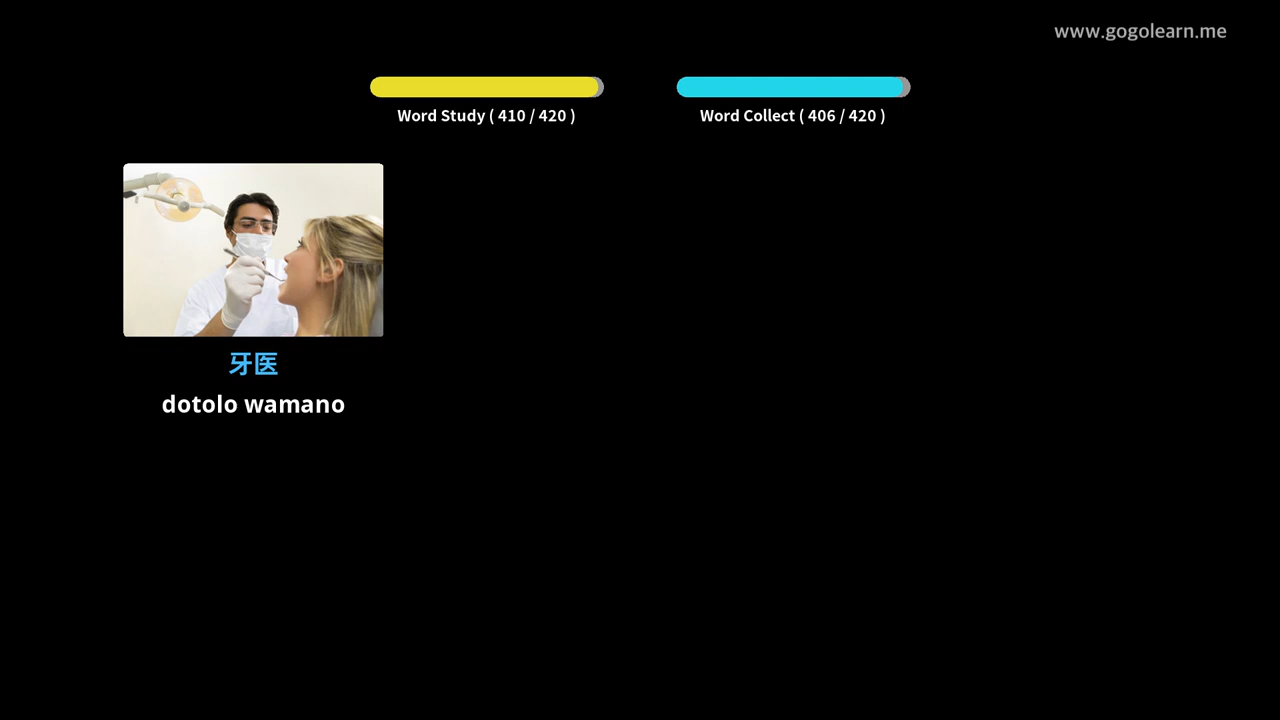 www.gogolearn.me
Word Study ( 410 / 420 )
Word Collect ( 406 / 420 )
牙医
dotolo wamano